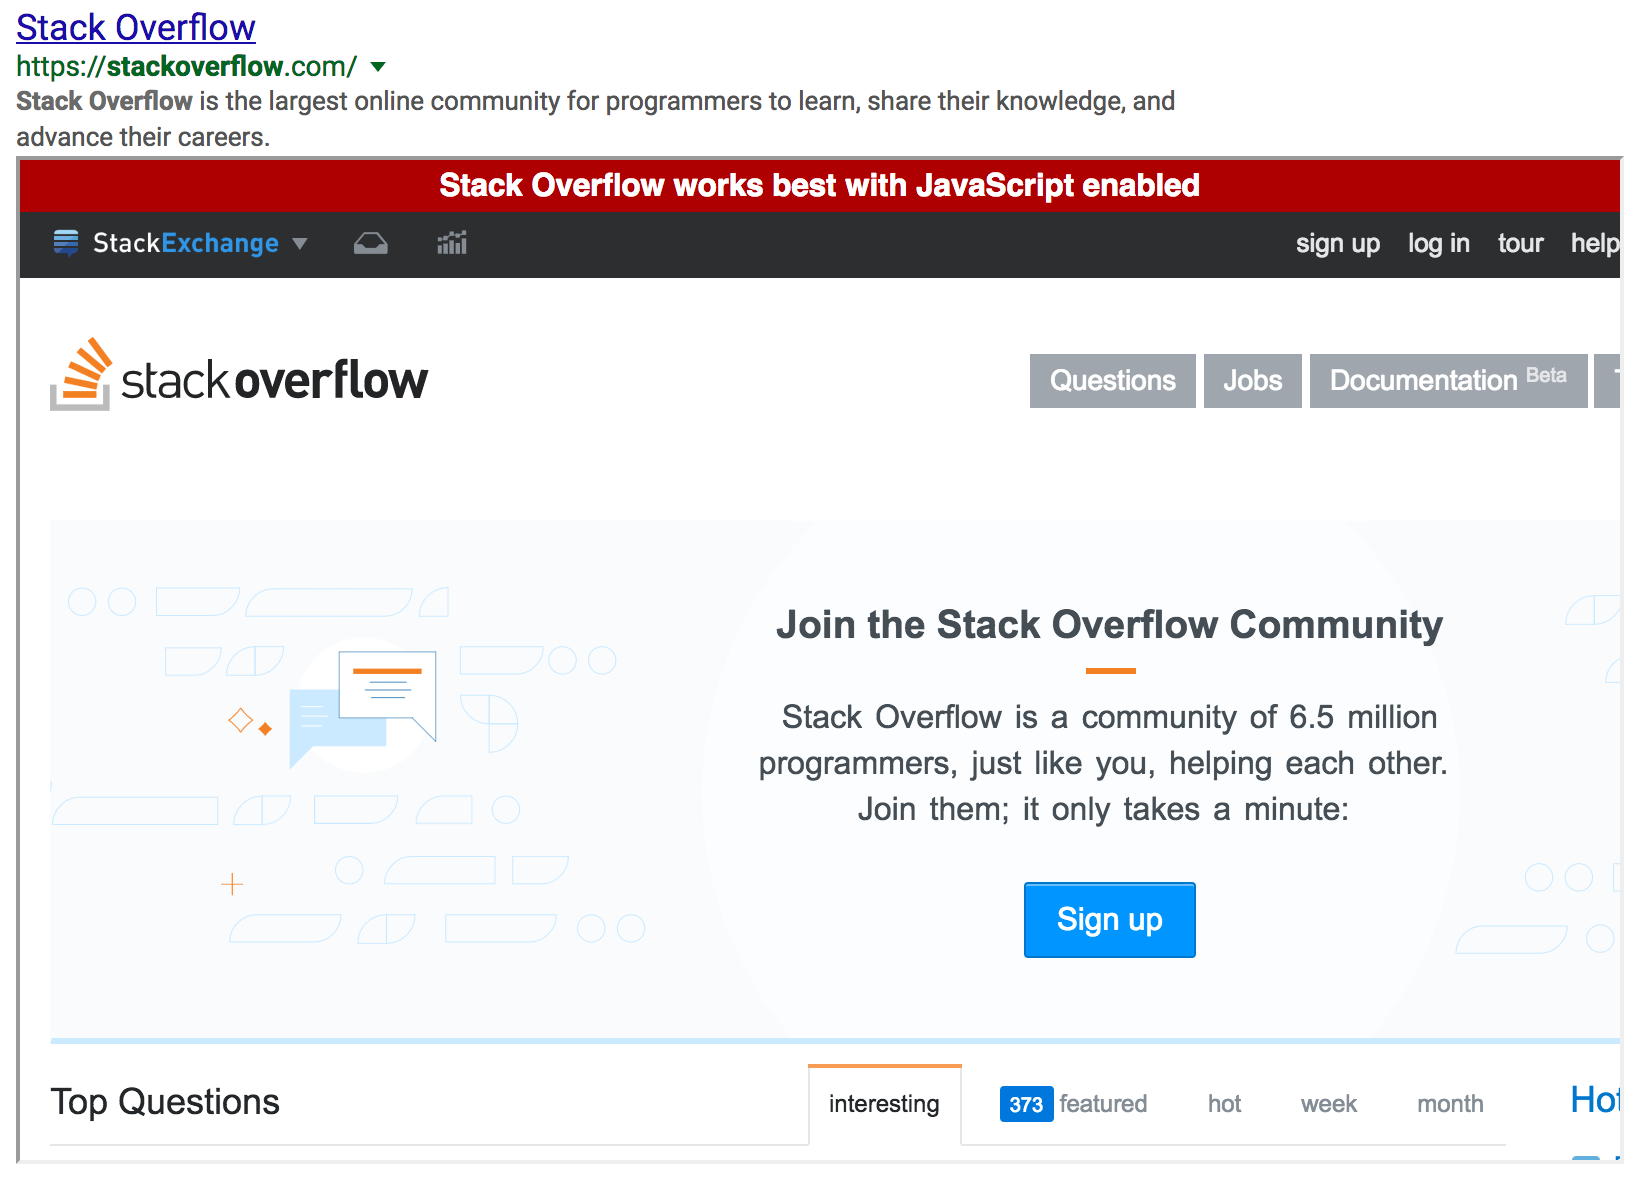 Stack Overflow
https://stackoverflow.com/
Stack Overflow is the largest online community for programmers to learn, share their knowledge, and
advance their careers.
Stack Overflow works best with JavaScript enabled
StackExchange sign up log in tour help
stackoverflow Questions Jobs Documentation Beta
Join the Stack Overflow Community
Stack Overflow is a community of 6.5 million
programmers, just like you, helping each other.
Join them; it only takes a minute:
Sign up
Top Questions interesting 373 featured hot week month Hot